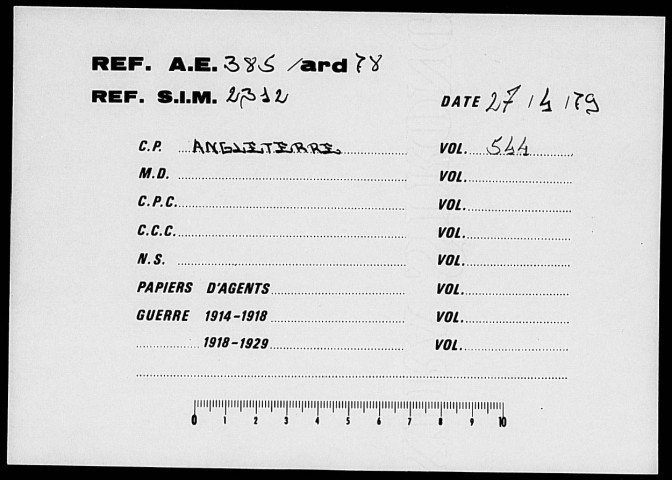 REF. A.E. 385 /ard 78
REF. S.I.M. 2312
DATE 27 / 4 / 79
C.P. ANGLETERRE VOL. 544
M.D. VOL.
C.P.C. VOL.
C.C.C. VOL.
N.S. VOL.
PAPIERS D'AGENTS VOL.
GUERRE 1914-1918 VOL.
1918-1929 VOL.
0 1 2 3 4 5 6 7 8 9 10